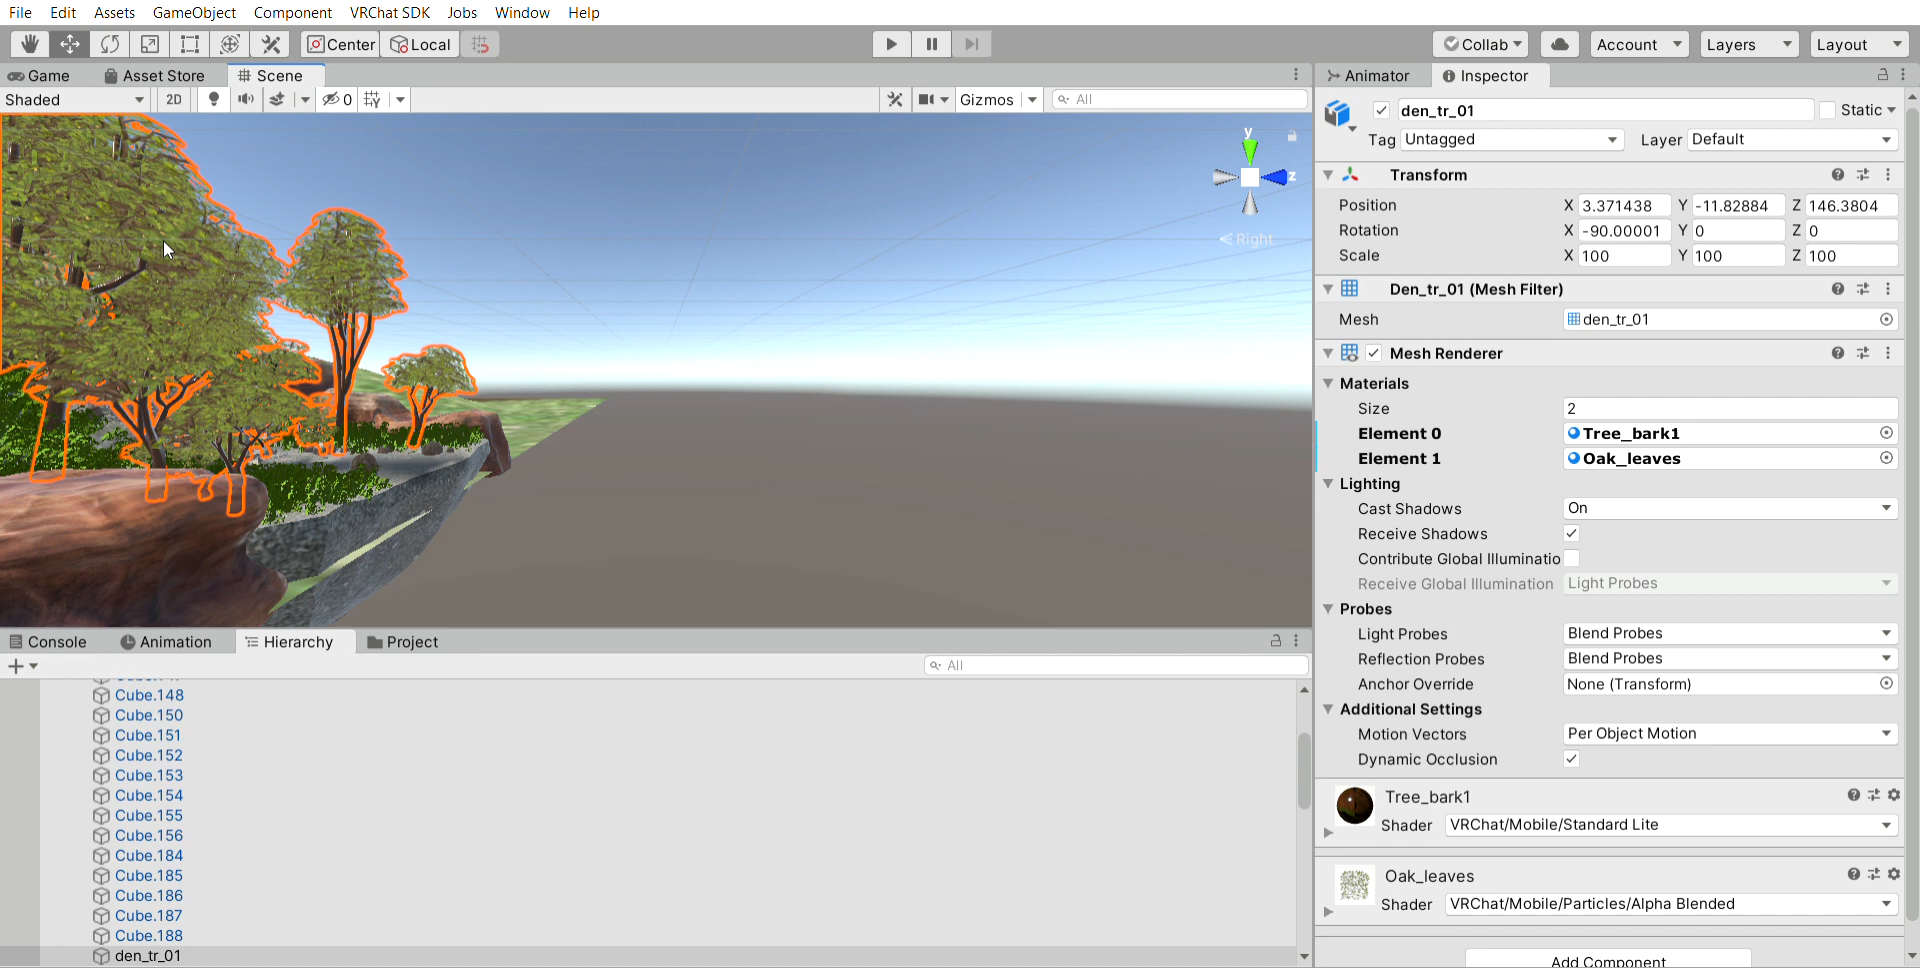 File Edit Assets GameObject Component VRChat SDK Jobs Window Help
Center Local Collab Account Layers Layout
Game Asset Store Scene
Shaded 2D 0 Gizmos All
y
z
Right
Console Animation Hierarchy Project
All
Cube.148
Cube.150
Cube.151
Cube.152
Cube.153
Cube.154
Cube.155
Cube.156
Cube.184
Cube.185
Cube.186
Cube.187
Cube.188
den_tr_01
Animator Inspector
den_tr_01 Static
Tag Untagged Layer Default
Transform
Position X 3.371438 Y -11.82884 Z 146.3804
Rotation X -90.00001 Y 0 Z 0
Scale X 100 Y 100 Z 100
Den_tr_01 (Mesh Filter)
Mesh den_tr_01
Mesh Renderer
Materials
Size 2
Element 0 Tree_bark1
Element 1 Oak_leaves
Lighting
Cast Shadows On
Receive Shadows
Contribute Global Illuminatio
Receive Global Illumination Light Probes
Probes
Light Probes Blend Probes
Reflection Probes Blend Probes
Anchor Override None (Transform)
Additional Settings
Motion Vectors Per Object Motion
Dynamic Occlusion
Tree_bark1
Shader VRChat/Mobile/Standard Lite
Oak_leaves
Shader VRChat/Mobile/Particles/Alpha Blended
Add Component